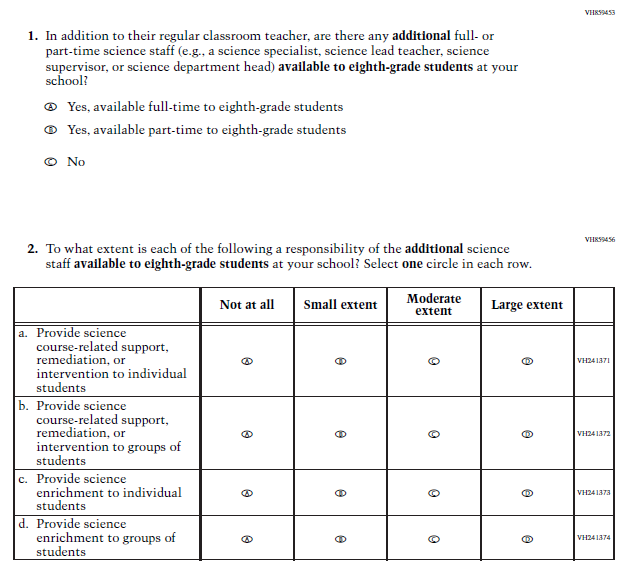 VH859453
1. In addition to their regular classroom teacher, are there any additional full- or
part-time science staff (e.g., a science specialist, science lead teacher, science
supervisor, or science department head) available to eighth-grade students at your
school?
A Yes, available full-time to eighth-grade students
B Yes, available part-time to eighth-grade students
C No
VH859456
2. To what extent is each of the following a responsibility of the additional science
staff available to eighth-grade students at your school? Select one circle in each row.
Not at all Small extent Moderate extent Large extent
a. Provide science
course-related support,
remediation, or
intervention to individual
students
A B C D VH241371
b. Provide science
course-related support,
remediation, or
intervention to groups of
students
A B C D VH241372
c. Provide science
enrichment to individual
students
A B C D VH241373
d. Provide science
enrichment to groups of
students
A B C D VH241374